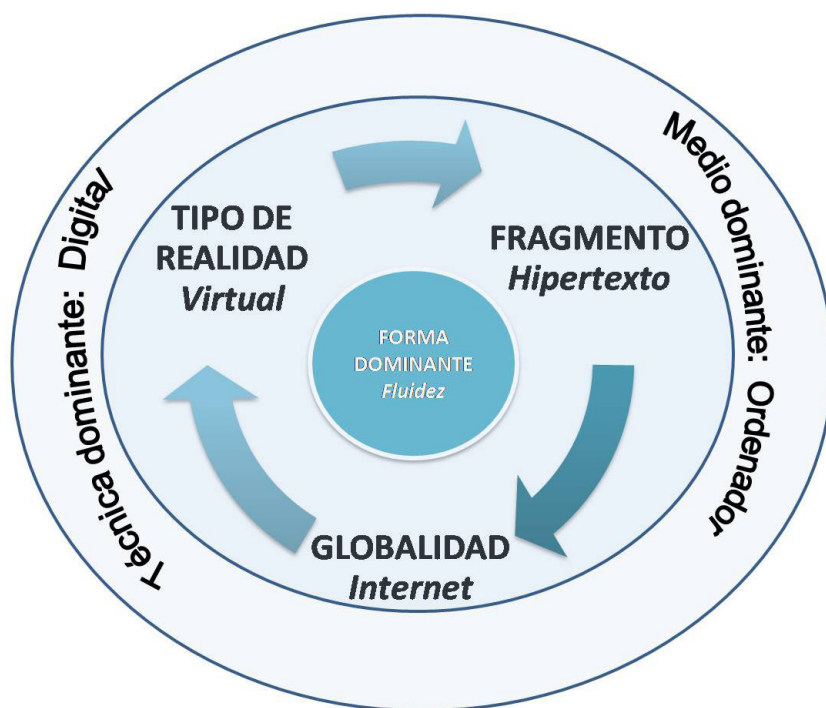 Técnica dominante: Digital
Medio dominante: Ordenador
TIPO DE
REALIDAD
Virtual
FRAGMENTO
Hipertexto
FORMA
DOMINANTE
Fluidez
GLOBALIDAD
Internet